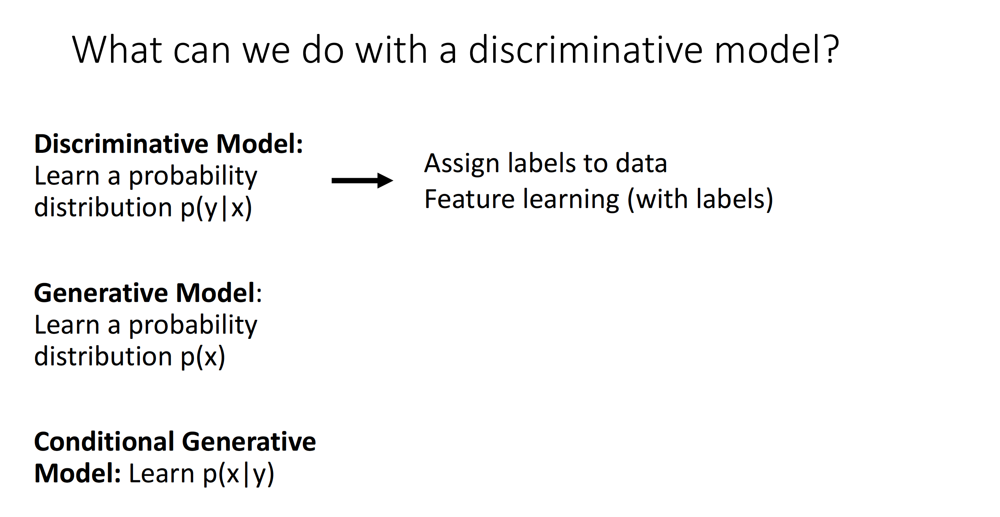 What can we do with a discriminative model?
Discriminative Model:
Learn a probability
distribution p(y|x)
Assign labels to data
Feature learning (with labels)
Generative Model:
Learn a probability
distribution p(x)
Conditional Generative
Model: Learn p(x|y)